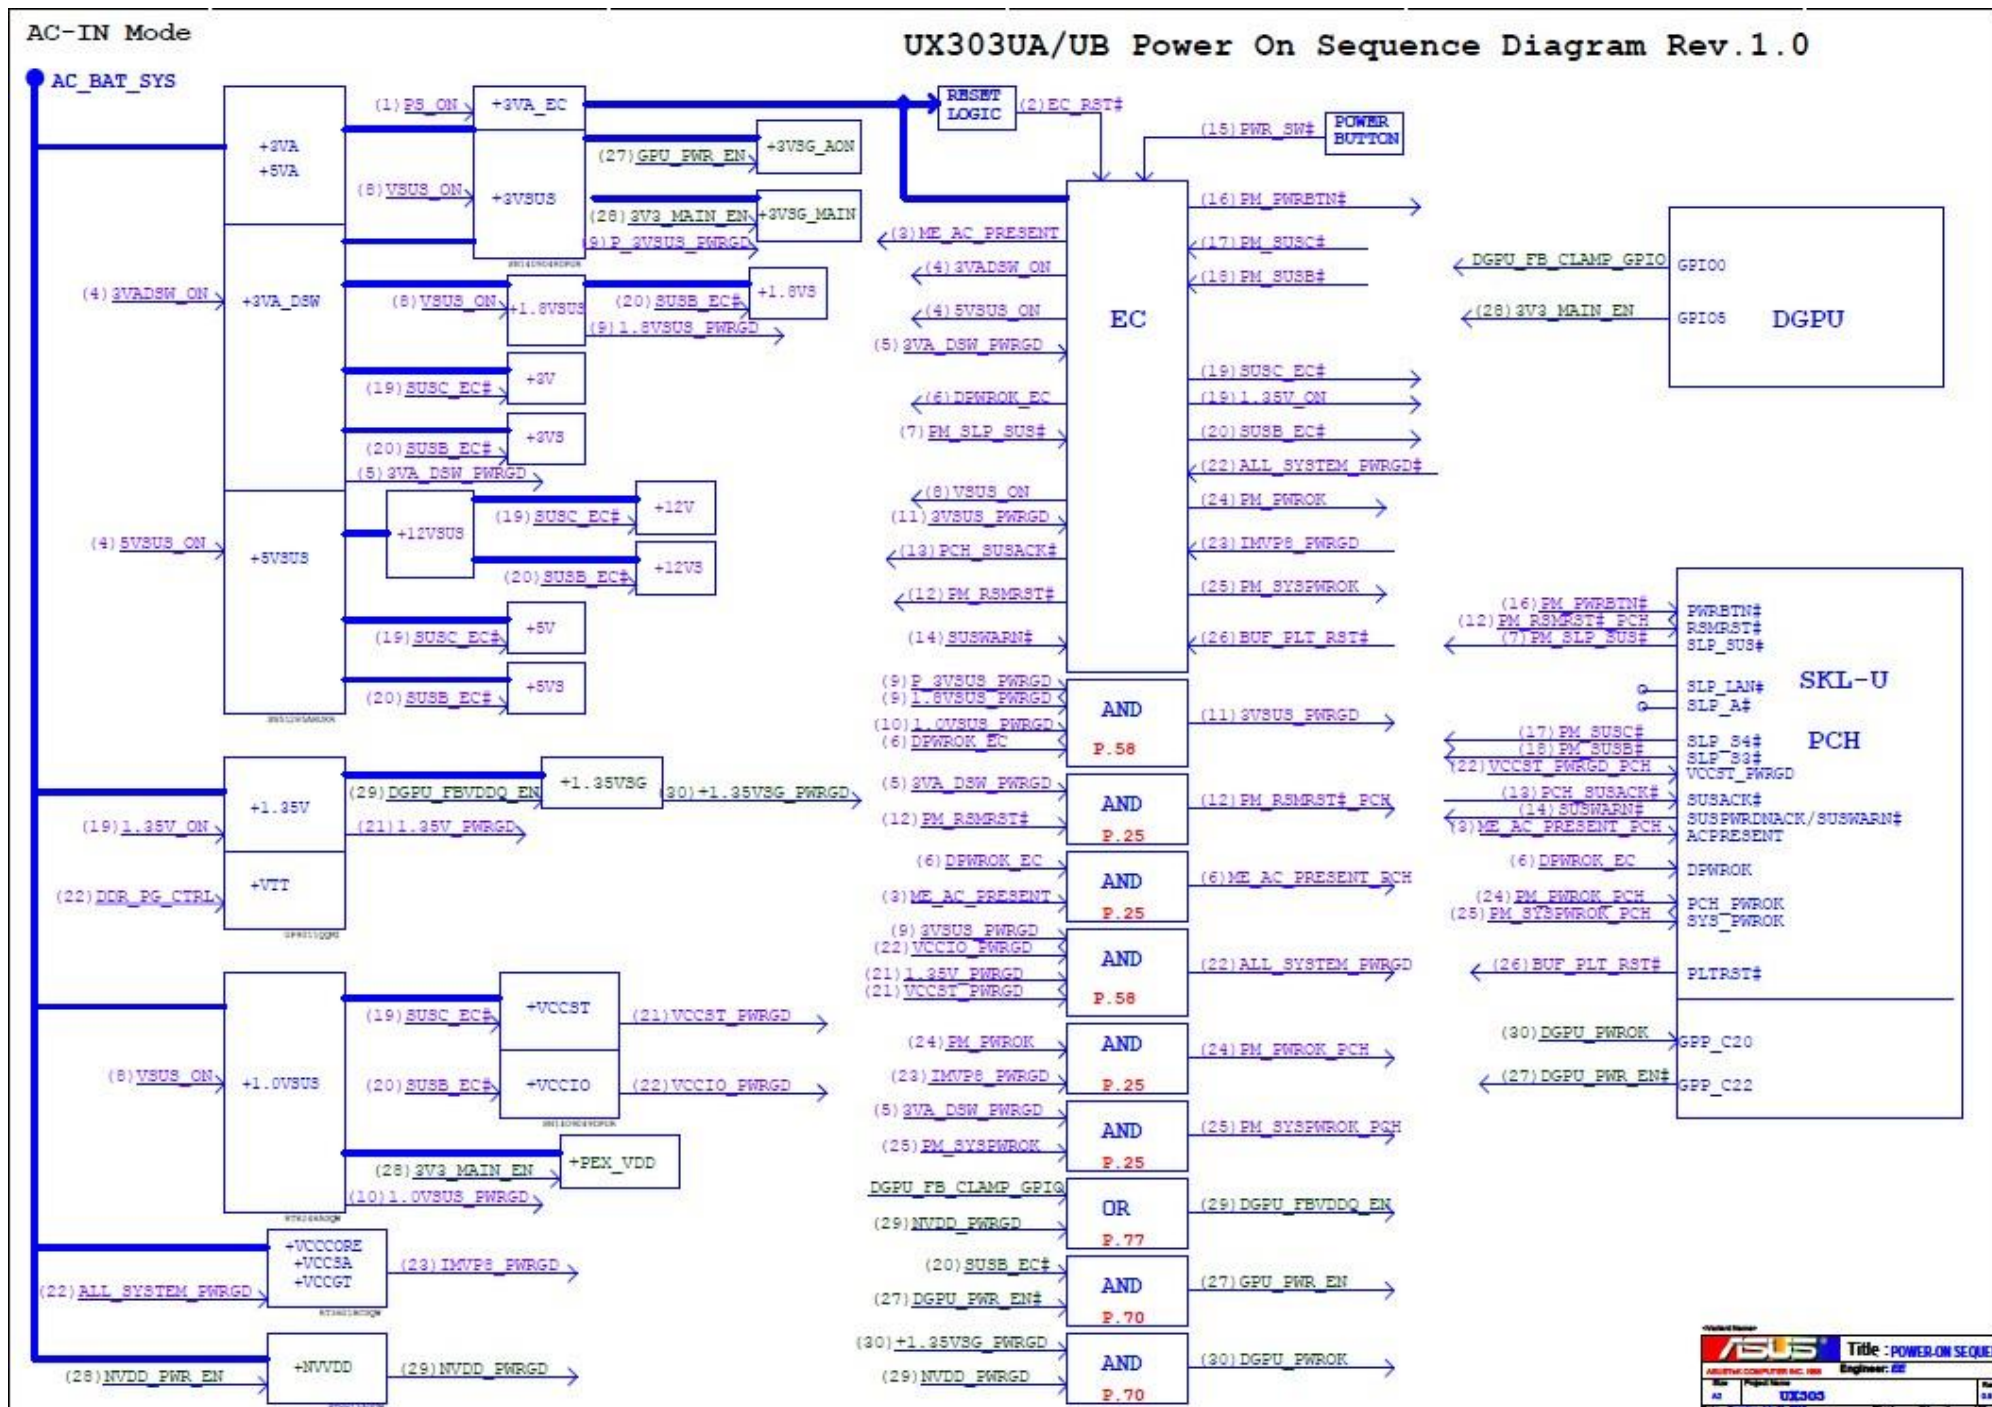 AC-IN Mode
UX303UA/UB Power On Sequence Diagram Rev.1.0
AC_BAT_SYS
+3VA
+5VA
(1)PS_ON
+3VA_EC
(8)VSUS_ON
+3VSUS
(27)GPU_PWR_EN
+3VSG_AON
(28)3V3_MAIN_EN
+3VSG_MAIN
(9)P_3VSUS_PWRGD
(4)3VADSW_ON
+3VA_DSW
(8)VSUS_ON
+1.8VSUS
(20)SUSB_EC#
+1.8VS
(9)1.8VSUS_PWRGD
(19)SUSC_EC#
+3V
(20)SUSB_EC#
+3VS
(5)3VA_DSW_PWRGD
(4)5VSUS_ON
+5VSUS
+12VSUS
(19)SUSC_EC#
+12V
(20)SUSB_EC#
+12VS
(19)SUSC_EC#
+5V
(20)SUSB_EC#
+5VS
(19)1.35V_ON
+1.35V
(29)DGPU_FBVDDQ_EN
+1.35VSG
(30)+1.35VSG_PWRGD
(21)1.35V_PWRGD
(22)DDR_PG_CTRL
+VTT
(8)VSUS_ON
+1.0VSUS
(19)SUSC_EC#
+VCCST
(21)VCCST_PWRGD
(20)SUSB_EC#
+VCCIO
(22)VCCIO_PWRGD
(28)3V3_MAIN_EN
+PEX_VDD
(10)1.0VSUS_PWRGD
+VCCCORE
+VCCSA
+VCCGT
(22)ALL_SYSTEM_PWRGD
(23)IMVP8_PWRGD
(28)NVDD_PWR_EN
+NVVDD
(29)NVDD_PWRGD
RESET
LOGIC
(2)EC_RST#
(15)PWR_SW#
POWER
BUTTON
EC
(3)ME_AC_PRESENT
(4)3VADSW_ON
(4)5VSUS_ON
(5)3VA_DSW_PWRGD
(6)DPWROK_EC
(7)PM_SLP_SUS#
(8)VSUS_ON
(11)3VSUS_PWRGD
(13)PCH_SUSACK#
(12)PM_RSMRST#
(14)SUSWARN#
(16)PM_PWRBTN#
(17)PM_SUSC#
(18)PM_SUSB#
(19)SUSC_EC#
(19)1.35V_ON
(20)SUSB_EC#
(22)ALL_SYSTEM_PWRGD#
(24)PM_PWROK
(23)IMVP8_PWRGD
(25)PM_SYSPWROK
(26)BUF_PLT_RST#
(9)P_3VSUS_PWRGD
(9)1.8VSUS_PWRGD
(10)1.0VSUS_PWRGD
(6)DPWROK_EC
AND
P.58
(11)3VSUS_PWRGD
(5)3VA_DSW_PWRGD
(12)PM_RSMRST#
AND
P.25
(12)PM_RSMRST#_PCH
(6)DPWROK_EC
(3)ME_AC_PRESENT
AND
P.25
(6)ME_AC_PRESENT_PCH
(9)3VSUS_PWRGD
(22)VCCIO_PWRGD
(21)1.35V_PWRGD
(21)VCCST_PWRGD
AND
P.58
(22)ALL_SYSTEM_PWRGD
(24)PM_PWROK
(23)IMVP8_PWRGD
AND
P.25
(24)PM_PWROK_PCH
(5)3VA_DSW_PWRGD
(25)PM_SYSPWROK
AND
P.25
(25)PM_SYSPWROK_PCH
DGPU_FB_CLAMP_GPIO
(29)NVDD_PWRGD
OR
P.77
(29)DGPU_FBVDDQ_EN
(20)SUSB_EC#
(27)DGPU_PWR_EN#
AND
P.70
(27)GPU_PWR_EN
(30)+1.35VSG_PWRGD
(29)NVDD_PWRGD
AND
P.70
(30)DGPU_PWROK
DGPU_FB_CLAMP_GPIO
GPIO0
(28)3V3_MAIN_EN
GPIO5
DGPU
SKL-U
PCH
(16)PM_PWRBTN#
PWRBTN#
(12)PM_RSMRST#_PCH
RSMRST#
(7)PM_SLP_SUS#
SLP_SUS#
SLP_LAN#
SLP_A#
(17)PM_SUSC#
SLP_S4#
(18)PM_SUSB#
SLP_S3#
(22)VCCST_PWRGD_PCH
VCCST_PWRGD
(13)PCH_SUSACK#
SUSACK#
(14)SUSWARN#
SUSPWRDNACK/SUSWARN#
(3)ME_AC_PRESENT_PCH
ACPRESENT
(6)DPWROK_EC
DPWROK
(24)PM_PWROK_PCH
PCH_PWROK
(25)PM_SYSPWROK_PCH
SYS_PWROK
(26)BUF_PLT_RST#
PLTRST#
(30)DGPU_PWROK
GPP_C20
(27)DGPU_PWR_EN#
GPP_C22
ASUS
Title : POWER-ON SEQUE
ASUSTeK COMPUTER INC.
Engineer: EE
Size
Project Name
A2
UX303